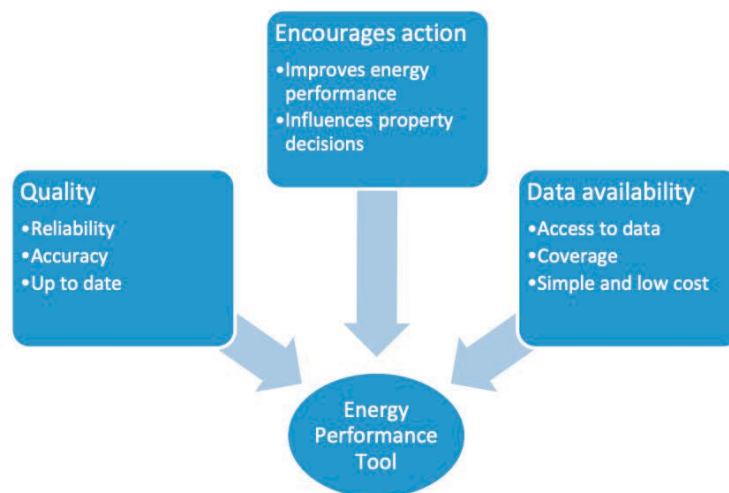 Encourages action
•Improves energy
performance
•Influences property
decisions
Quality
•Reliability
•Accuracy
•Up to date
Data availability
•Access to data
•Coverage
•Simple and low cost
Energy
Performance
Tool